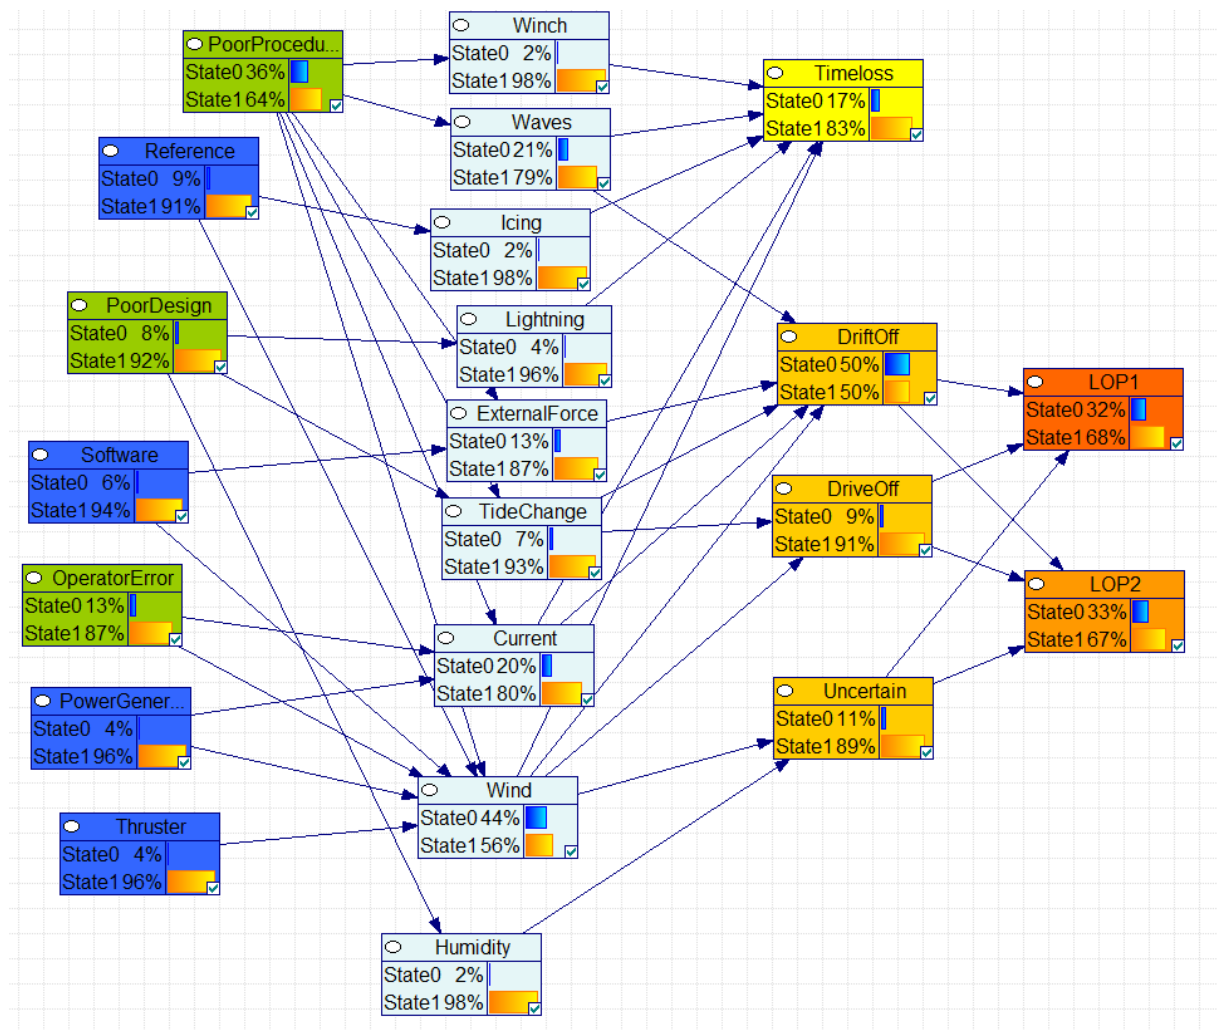 PoorProcedu...
State0 36%
State1 64%
Winch
State0 2%
State1 98%
Timeloss
State0 17%
State1 83%
Waves
State0 21%
State1 79%
Reference
State0 9%
State1 91%
Icing
State0 2%
State1 98%
PoorDesign
State0 8%
State1 92%
Lightning
State0 4%
State1 96%
DriftOff
State0 50%
State1 50%
LOP1
State0 32%
State1 68%
ExternalForce
State0 13%
State1 87%
Software
State0 6%
State1 94%
TideChange
State0 7%
State1 93%
DriveOff
State0 9%
State1 91%
OperatorError
State0 13%
State1 87%
LOP2
State0 33%
State1 67%
Current
State0 20%
State1 80%
PowerGener...
State0 4%
State1 96%
Uncertain
State0 11%
State1 89%
Wind
State0 44%
State1 56%
Thruster
State0 4%
State1 96%
Humidity
State0 2%
State1 98%